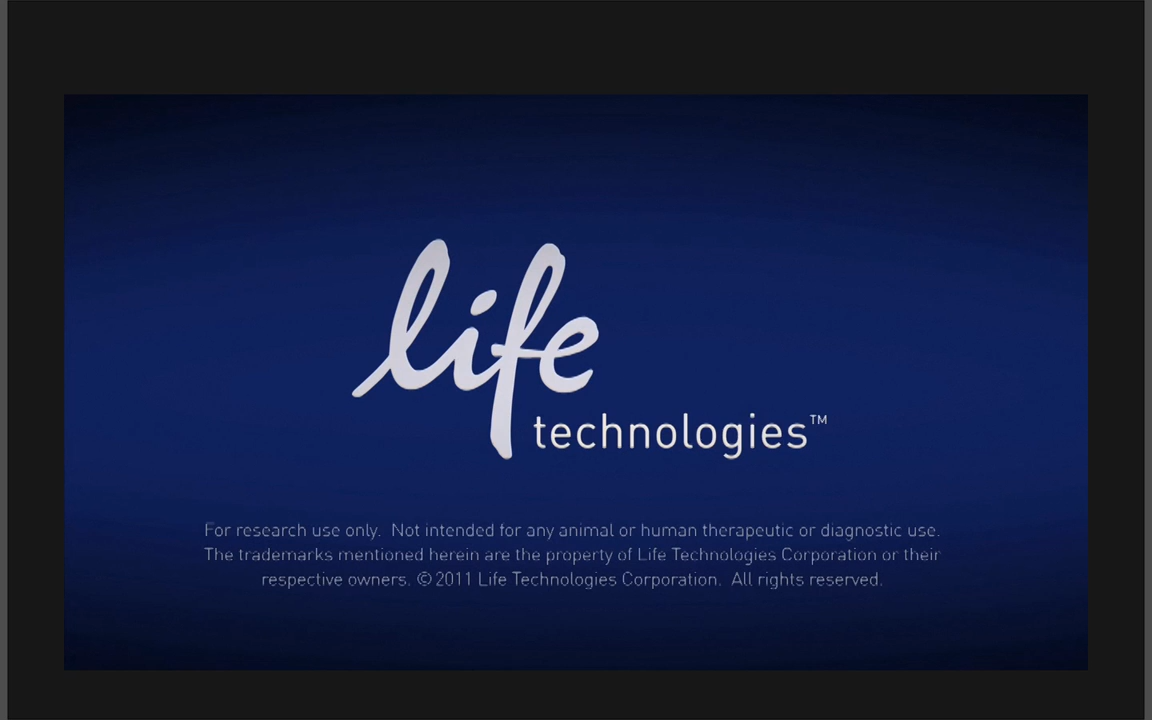 life
technologies™
For research use only. Not intended for any animal or human therapeutic or diagnostic use.
The trademarks mentioned herein are the property of Life Technologies Corporation or their
respective owners. © 2011 Life Technologies Corporation. All rights reserved.